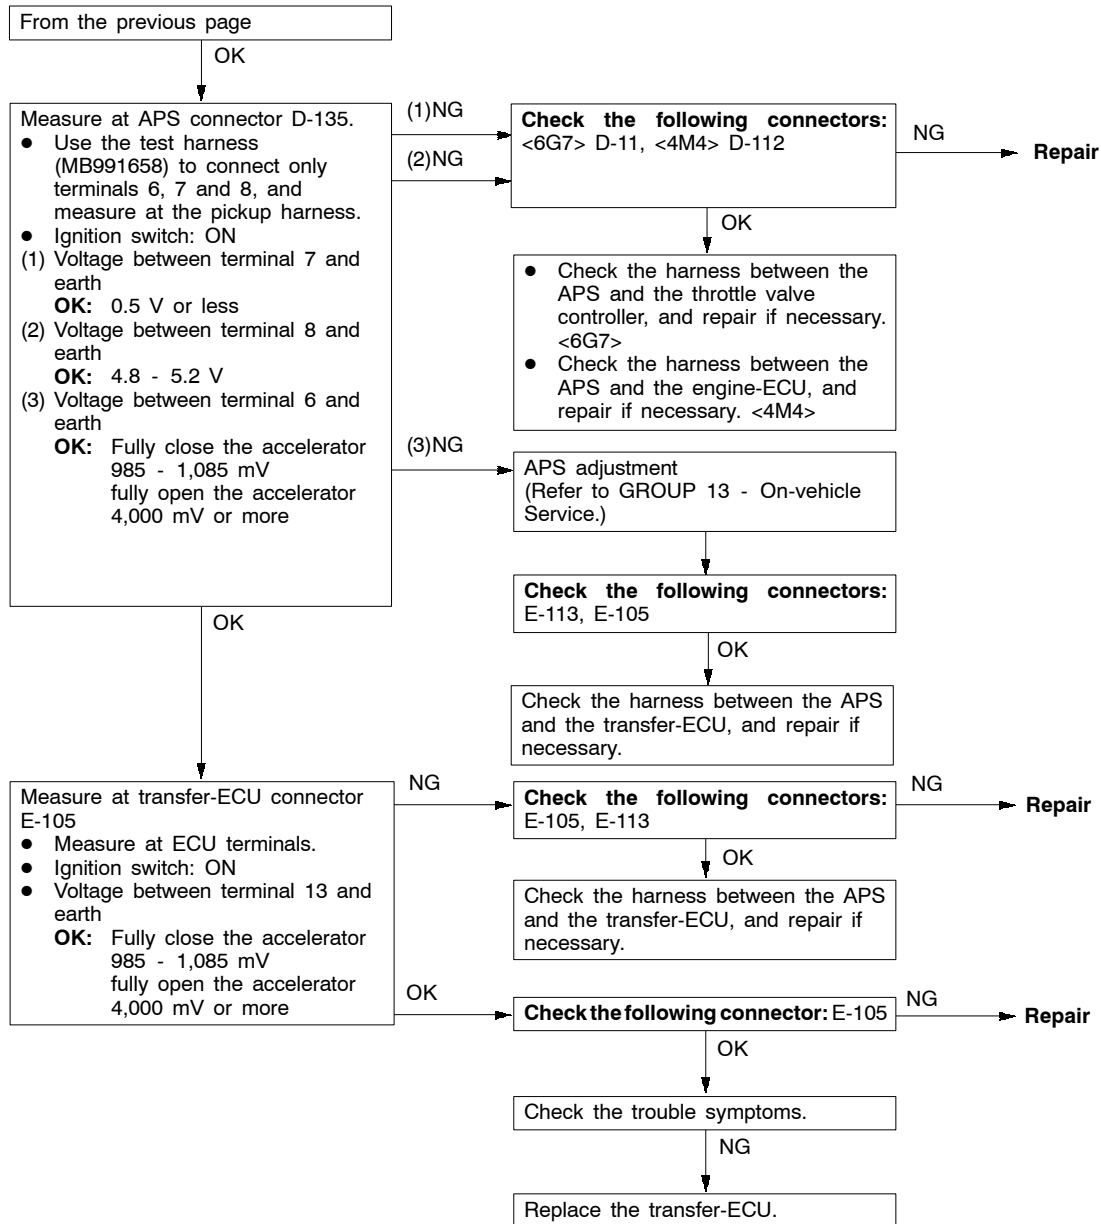 From the previous page
OK
Measure at APS connector D-135.
● Use the test harness
(MB991658) to connect only
terminals 6, 7 and 8, and
measure at the pickup harness.
● Ignition switch: ON
(1) Voltage between terminal 7 and
earth
OK: 0.5 V or less
(2) Voltage between terminal 8 and
earth
OK: 4.8 - 5.2 V
(3) Voltage between terminal 6 and
earth
OK: Fully close the accelerator
985 - 1,085 mV
fully open the accelerator
4,000 mV or more
(1)NG
(2)NG
Check the following connectors:
<6G7> D-11, <4M4> D-112
NG
Repair
OK
● Check the harness between the
APS and the throttle valve
controller, and repair if necessary.
<6G7>
● Check the harness between the
APS and the engine-ECU, and
repair if necessary. <4M4>
(3)NG
APS adjustment
(Refer to GROUP 13 - On-vehicle
Service.)
Check the following connectors:
E-113, E-105
OK
Check the harness between the APS
and the transfer-ECU, and repair if
necessary.
OK
Measure at transfer-ECU connector
E-105
● Measure at ECU terminals.
● Ignition switch: ON
● Voltage between terminal 13 and
earth
OK: Fully close the accelerator
985 - 1,085 mV
fully open the accelerator
4,000 mV or more
NG
Check the following connectors:
E-105, E-113
NG
Repair
OK
Check the harness between the APS
and the transfer-ECU, and repair if
necessary.
OK
Check the following connector: E-105
NG
Repair
OK
Check the trouble symptoms.
NG
Replace the transfer-ECU.